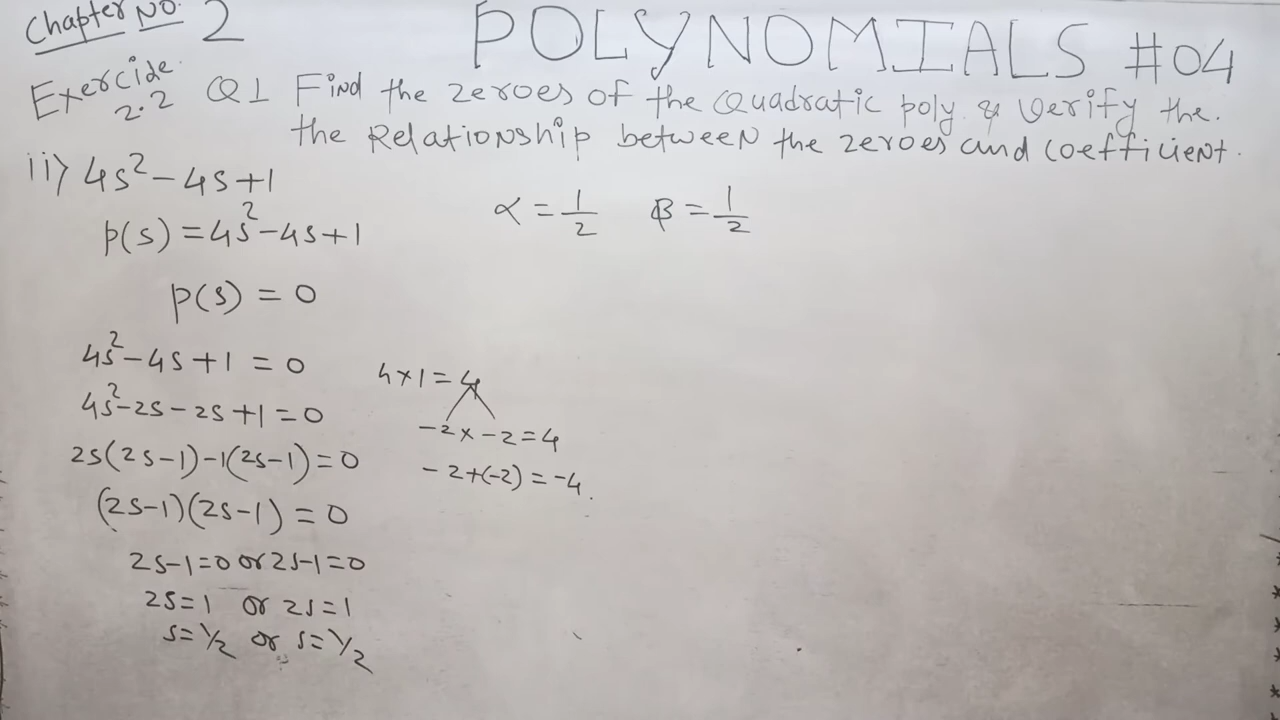 Chapter No. 2
POLYNOMIALS #04
Exercide 2.2
Q1 Find the zeroes of the Quadratic poly. & Verify the.
the Relationship between the zeroes and coefficient.
ii) 4s² - 4s + 1
p(s) = 4s² - 4s + 1
p(s) = 0
4s² - 4s + 1 = 0
4s² - 2s - 2s + 1 = 0
2s(2s - 1) - 1(2s - 1) = 0
(2s - 1)(2s - 1) = 0
2s - 1 = 0 or 2s - 1 = 0
2s = 1 or 2s = 1
s = 1/2 or s = 1/2
4 × 1 = 4
-2 × -2 = 4
-2 + (-2) = -4.
α = 1/2 β = 1/2